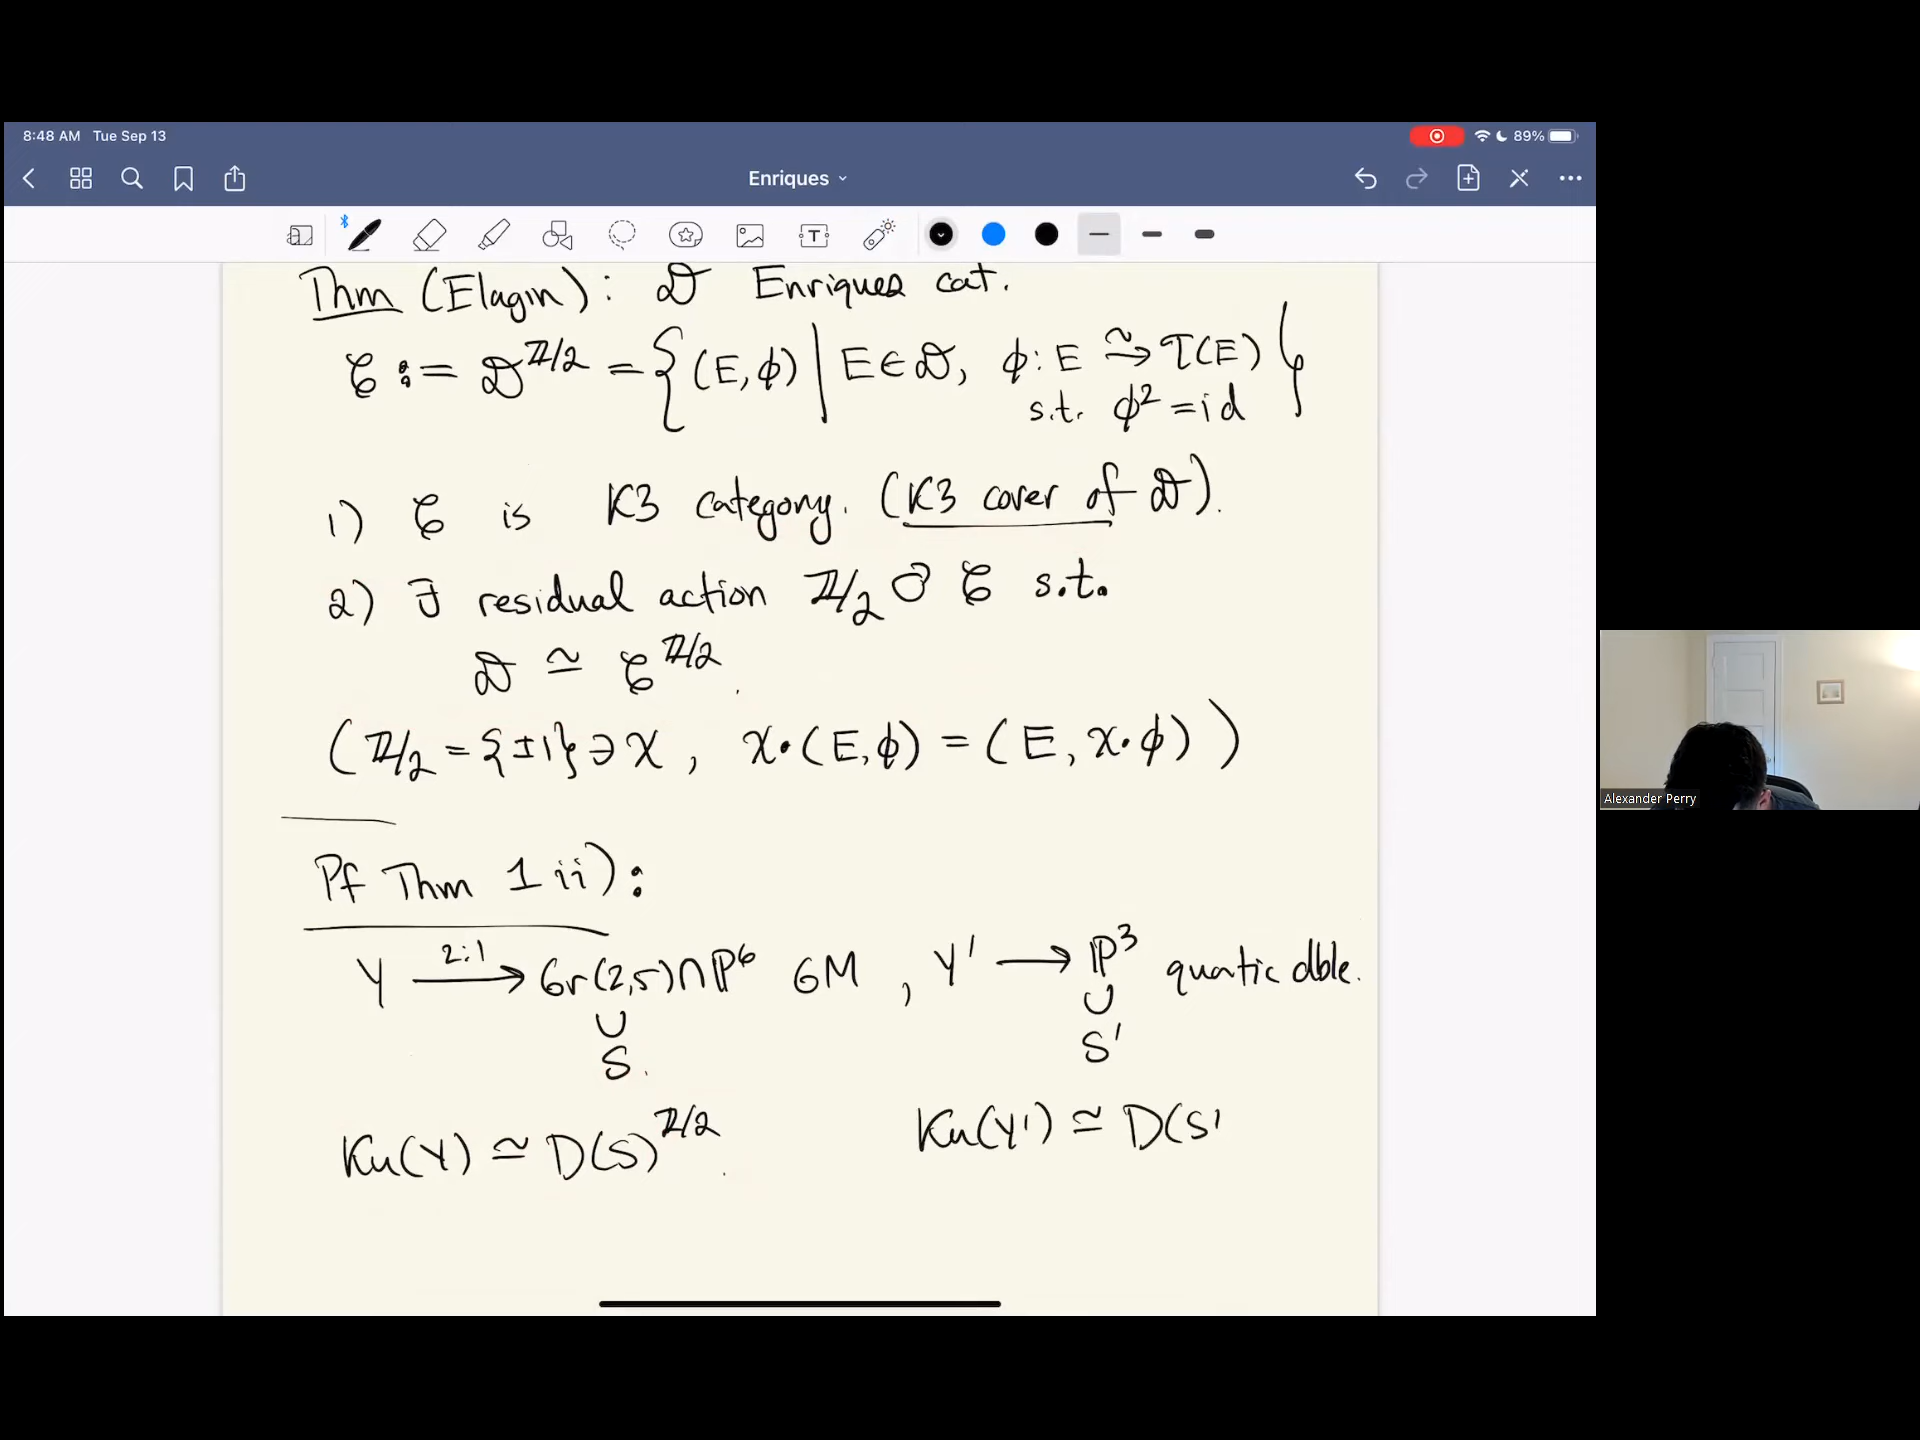 8:48 AM Tue Sep 13
89%
Enriques
Thm (Elagin): 𝒟 Enriques cat.
𝒞 := 𝒟^{ℤ/2} = { (E, ϕ) | E ∈ 𝒟, ϕ: E ⥲ τ(E) }
s.t. ϕ² = id
1) 𝒞 is K3 category. (K3 cover of 𝒟).
2) ∃ residual action ℤ/2 ↻ 𝒞 s.t.
𝒟 ≃ 𝒞^{ℤ/2}.
(ℤ/2 = {±1} ∋ χ, χ·(E, ϕ) = (E, χ·ϕ))
Pf Thm 1 ii):
Y —2:1→ Gr(2,5) ∩ ℙ⁶ GM, Y' → ℙ³ quartic dble.
∪ ∪
S. S'
Ku(Y) ≃ D(S)^{ℤ/2}. Ku(Y') ≃ D(S'
Alexander Perry